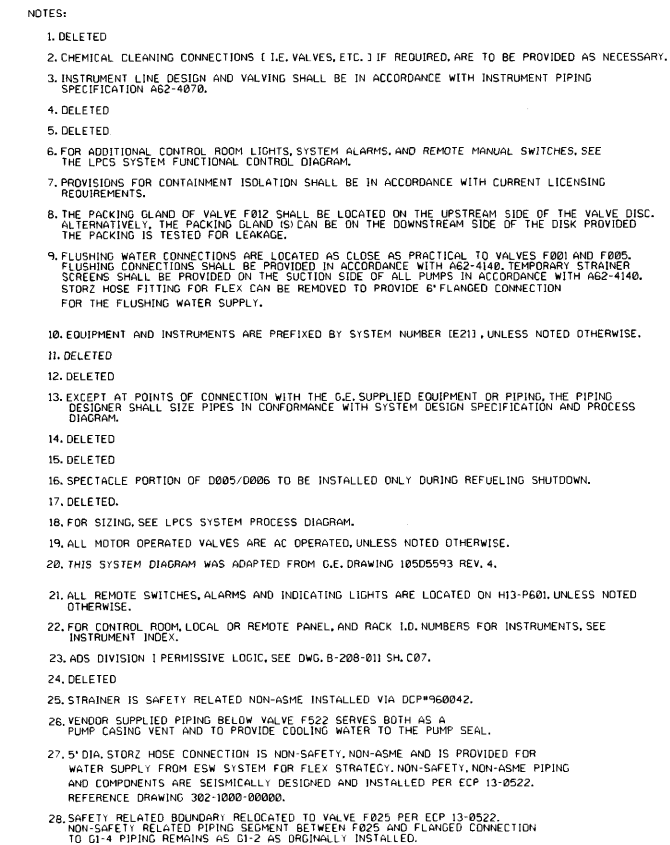 NOTES:
1. DELETED
2. CHEMICAL CLEANING CONNECTIONS [ I.E. VALVES, ETC. ] IF REQUIRED, ARE TO BE PROVIDED AS NECESSARY.
3. INSTRUMENT LINE DESIGN AND VALVING SHALL BE IN ACCORDANCE WITH INSTRUMENT PIPING
SPECIFICATION A62-4070.
4. DELETED
5. DELETED
6. FOR ADDITIONAL CONTROL ROOM LIGHTS, SYSTEM ALARMS, AND REMOTE MANUAL SWITCHES, SEE
THE LPCS SYSTEM FUNCTIONAL CONTROL DIAGRAM.
7. PROVISIONS FOR CONTAINMENT ISOLATION SHALL BE IN ACCORDANCE WITH CURRENT LICENSING
REQUIREMENTS.
8. THE PACKING GLAND OF VALVE F012 SHALL BE LOCATED ON THE UPSTREAM SIDE OF THE VALVE DISC.
ALTERNATIVELY, THE PACKING GLAND (S) CAN BE ON THE DOWNSTREAM SIDE OF THE DISK PROVIDED
THE PACKING IS TESTED FOR LEAKAGE.
9. FLUSHING WATER CONNECTIONS ARE LOCATED AS CLOSE AS PRACTICAL TO VALVES F001 AND F005.
FLUSHING CONNECTIONS SHALL BE PROVIDED IN ACCORDANCE WITH A62-4140. TEMPORARY STRAINER
SCREENS SHALL BE PROVIDED ON THE SUCTION SIDE OF ALL PUMPS IN ACCORDANCE WITH A62-4140.
STORZ HOSE FITTING FOR FLEX CAN BE REMOVED TO PROVIDE 6" FLANGED CONNECTION
FOR THE FLUSHING WATER SUPPLY.
10. EQUIPMENT AND INSTRUMENTS ARE PREFIXED BY SYSTEM NUMBER [E21] , UNLESS NOTED OTHERWISE.
11. DELETED
12. DELETED
13. EXCEPT AT POINTS OF CONNECTION WITH THE G.E. SUPPLIED EQUIPMENT OR PIPING, THE PIPING
DESIGNER SHALL SIZE PIPES IN CONFORMANCE WITH SYSTEM DESIGN SPECIFICATION AND PROCESS
DIAGRAM.
14. DELETED
15. DELETED
16. SPECTACLE PORTION OF D005/D006 TO BE INSTALLED ONLY DURING REFUELING SHUTDOWN.
17. DELETED.
18. FOR SIZING, SEE LPCS SYSTEM PROCESS DIAGRAM.
19. ALL MOTOR OPERATED VALVES ARE AC OPERATED, UNLESS NOTED OTHERWISE.
20. THIS SYSTEM DIAGRAM WAS ADAPTED FROM G.E. DRAWING 105D5593 REV. 4.
21. ALL REMOTE SWITCHES, ALARMS AND INDICATING LIGHTS ARE LOCATED ON H13-P601, UNLESS NOTED
OTHERWISE.
22. FOR CONTROL ROOM, LOCAL OR REMOTE PANEL, AND RACK I.D. NUMBERS FOR INSTRUMENTS, SEE
INSTRUMENT INDEX.
23. ADS DIVISION I PERMISSIVE LOGIC, SEE DWG. B-208-011 SH. C07.
24. DELETED
25. STRAINER IS SAFETY RELATED NON-ASME INSTALLED VIA DCP#960042.
26. VENDOR SUPPLIED PIPING BELOW VALVE F522 SERVES BOTH AS A
PUMP CASING VENT AND TO PROVIDE COOLING WATER TO THE PUMP SEAL.
27. 5" DIA. STORZ HOSE CONNECTION IS NON-SAFETY, NON-ASME AND IS PROVIDED FOR
WATER SUPPLY FROM ESW SYSTEM FOR FLEX STRATEGY. NON-SAFETY, NON-ASME PIPING
AND COMPONENTS ARE SEISMICALLY DESIGNED AND INSTALLED PER ECP 13-0522.
REFERENCE DRAWING 302-1000-00000.
28. SAFETY RELATED BOUNDARY RELOCATED TO VALVE F025 PER ECP 13-0522.
NON-SAFETY RELATED PIPING SEGMENT BETWEEN F025 AND FLANGED CONNECTION
TO G1-4 PIPING REMAINS AS G1-2 AS ORGINALLY INSTALLED.